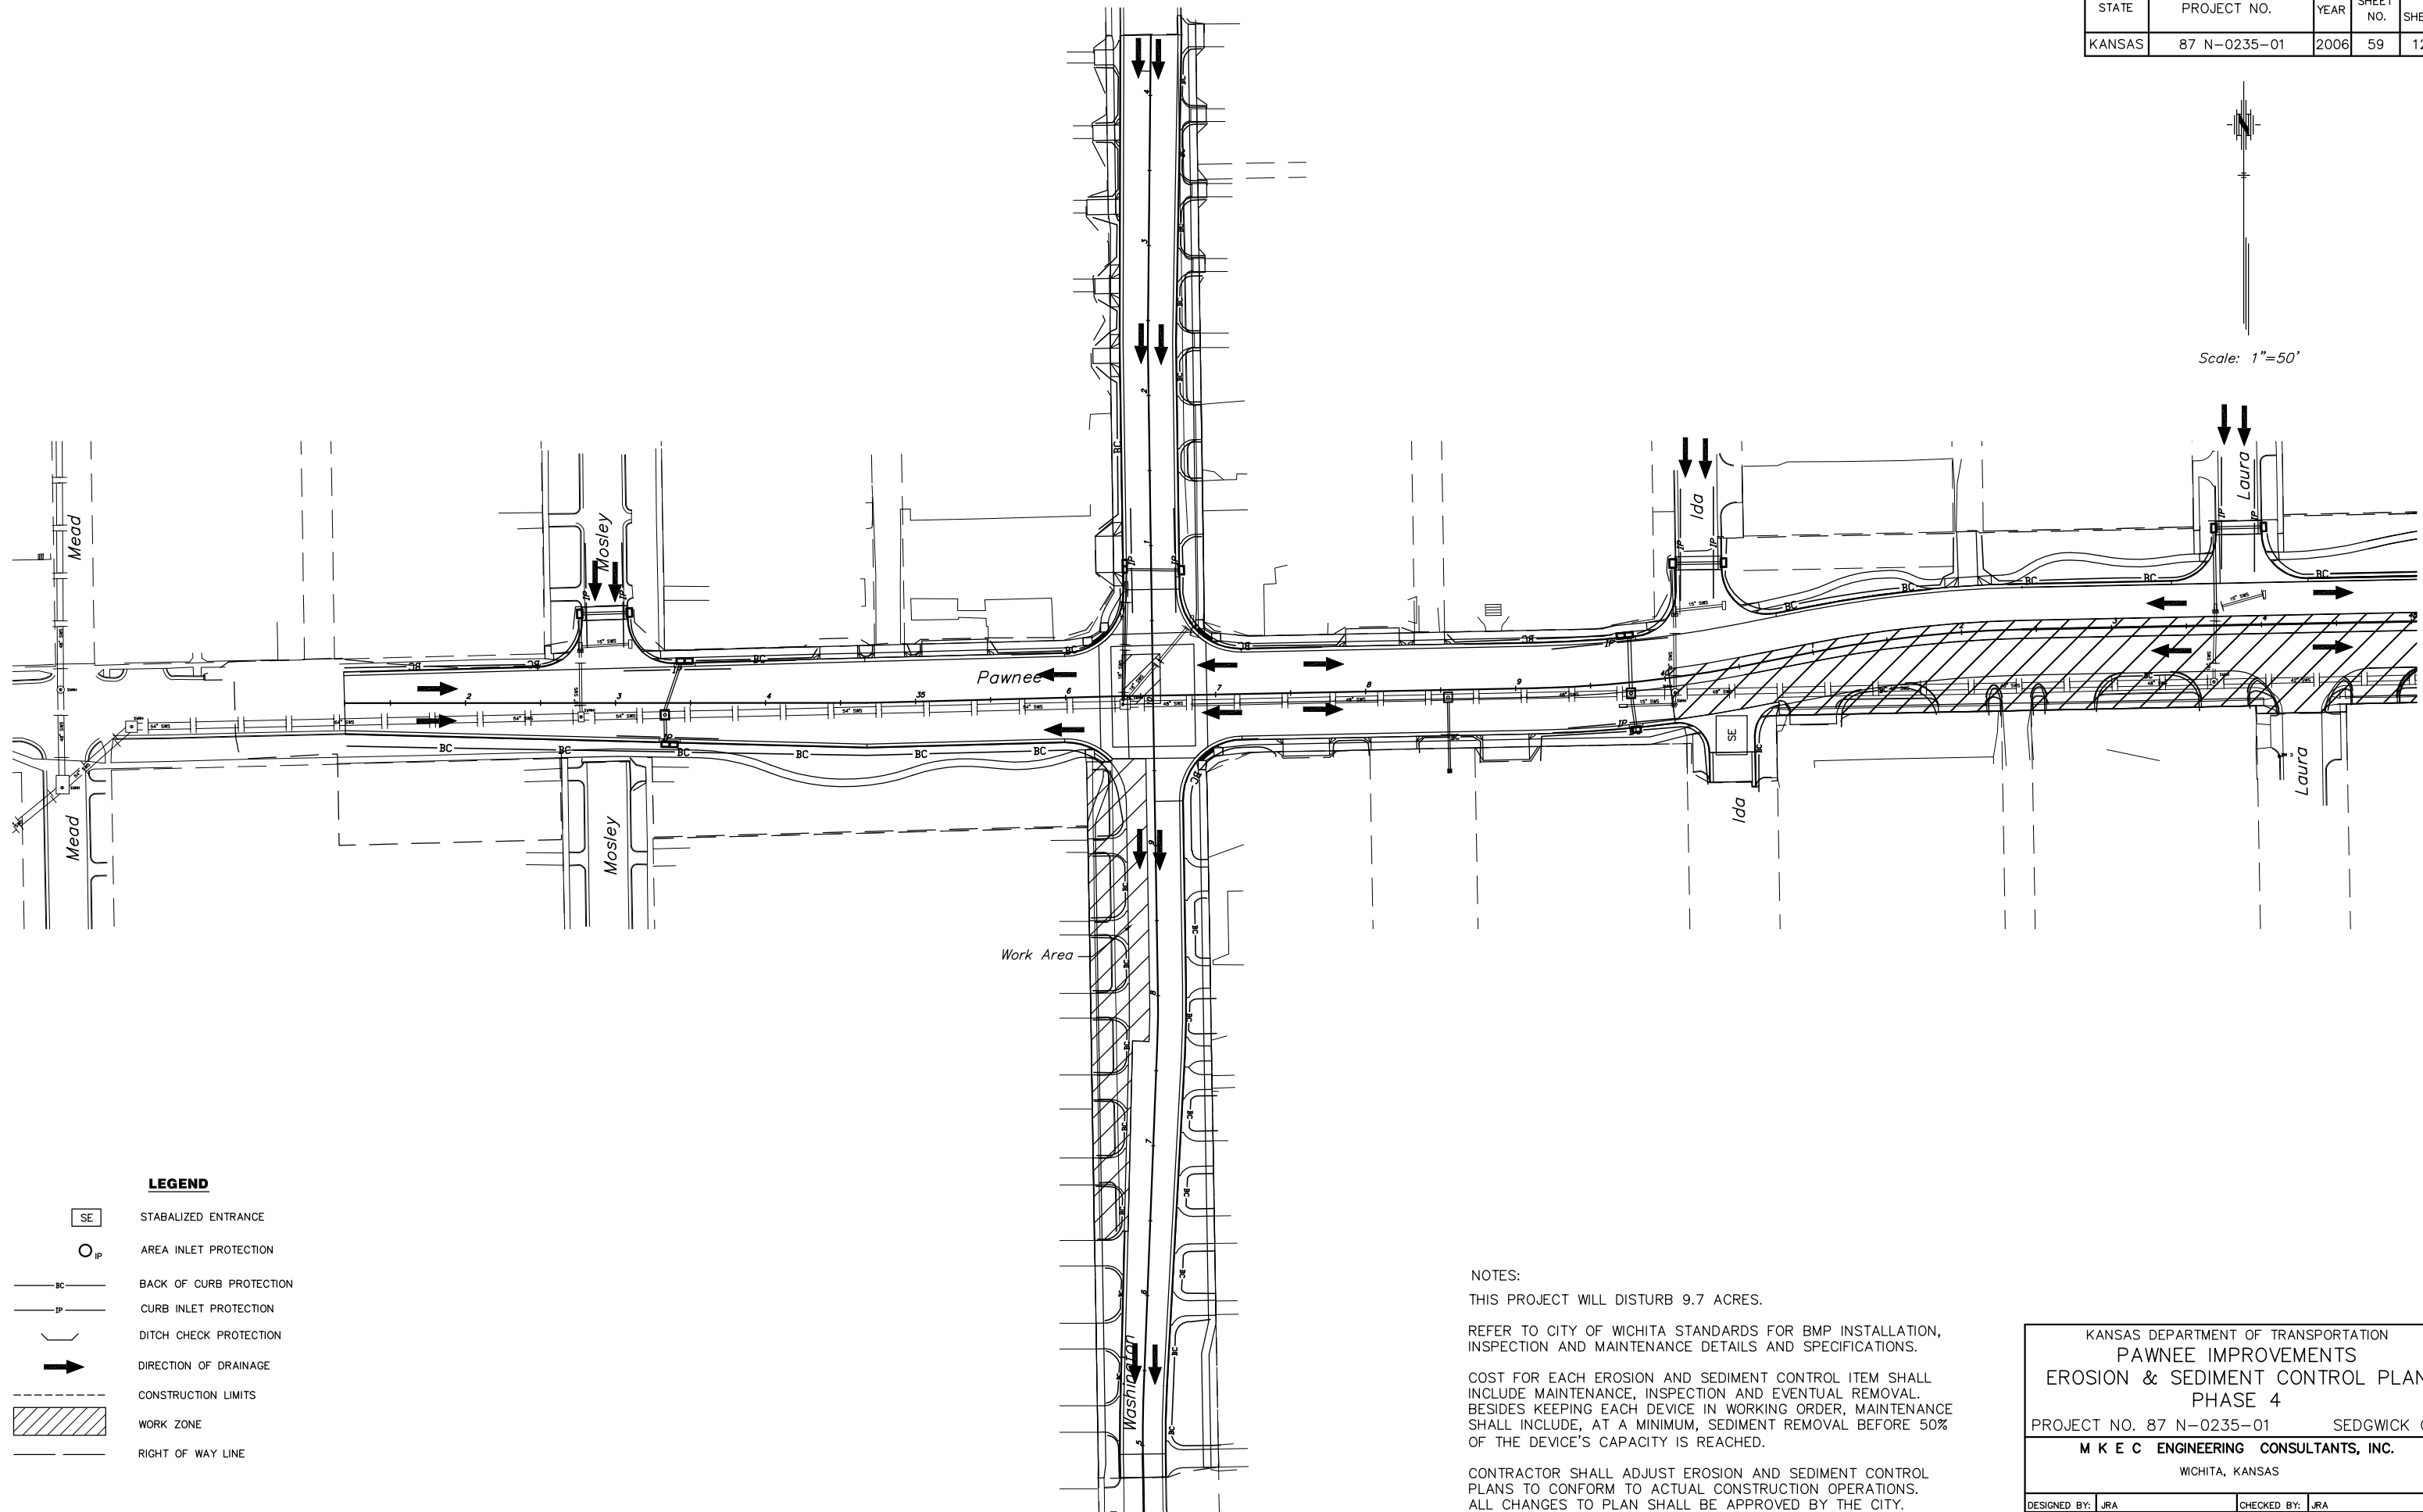 STATE PROJECT NO. YEAR SHEET NO.
KANSAS 87 N-0235-01 2006 59
N
Scale: 1"=50'
Mead
Mosley
Ida
Laura
Pawnee
Mead
Mosley
Ida
Laura
SE
Work Area
Washington
LEGEND
SE STABALIZED ENTRANCE
IP AREA INLET PROTECTION
BC BACK OF CURB PROTECTION
IP CURB INLET PROTECTION
DITCH CHECK PROTECTION
DIRECTION OF DRAINAGE
CONSTRUCTION LIMITS
WORK ZONE
RIGHT OF WAY LINE
NOTES:
THIS PROJECT WILL DISTURB 9.7 ACRES.
REFER TO CITY OF WICHITA STANDARDS FOR BMP INSTALLATION,
INSPECTION AND MAINTENANCE DETAILS AND SPECIFICATIONS.
COST FOR EACH EROSION AND SEDIMENT CONTROL ITEM SHALL
INCLUDE MAINTENANCE, INSPECTION AND EVENTUAL REMOVAL.
BESIDES KEEPING EACH DEVICE IN WORKING ORDER, MAINTENANCE
SHALL INCLUDE, AT A MINIMUM, SEDIMENT REMOVAL BEFORE 50%
OF THE DEVICE'S CAPACITY IS REACHED.
CONTRACTOR SHALL ADJUST EROSION AND SEDIMENT CONTROL
PLANS TO CONFORM TO ACTUAL CONSTRUCTION OPERATIONS.
ALL CHANGES TO PLAN SHALL BE APPROVED BY THE CITY.
KANSAS DEPARTMENT OF TRANSPORTATION
PAWNEE IMPROVEMENTS
EROSION & SEDIMENT CONTROL PLAN
PHASE 4
PROJECT NO. 87 N-0235-01 SEDGWICK
M K E C ENGINEERING CONSULTANTS, INC.
WICHITA, KANSAS
DESIGNED BY: JRA CHECKED BY: JRA